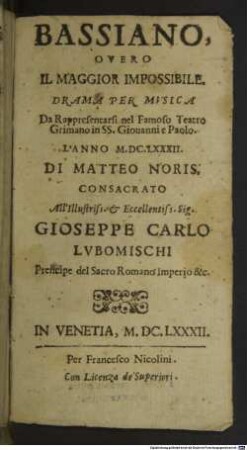 BASSIANO,
OVERO
IL MAGGIOR IMPOSSIBILE.
DRAMA PER MVSICA
Da Rappresentarsi nel Famoso Teatro
Grimano in SS. Giouanni e Paolo.
L'ANNO M.DC.LXXXII.
DI MATTEO NORIS.
CONSACRATO
All'Illustriss. & Eccellentiss. Sig.
GIOSEPPE CARLO
LVBOMISCHI
Prencipe del Sacro Romano Imperio &c.
IN VENETIA, M.DC.LXXXII.
Per Francesco Nicolini.
Con Licenza de'Superiori.